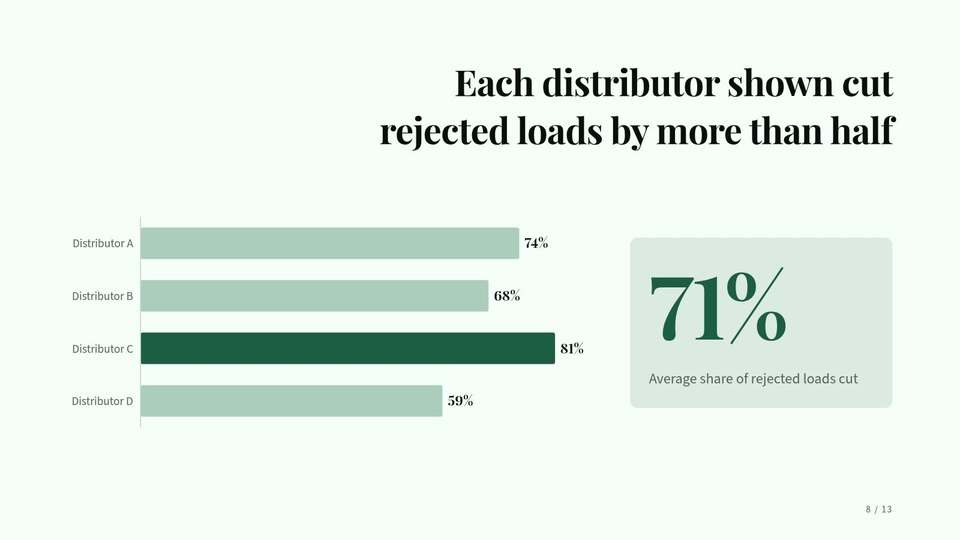 Each distributor shown cut
rejected loads by more than half
Distributor A
74%
Distributor B
68%
Distributor C
81%
Distributor D
59%
71%
Average share of rejected loads cut
8 / 13